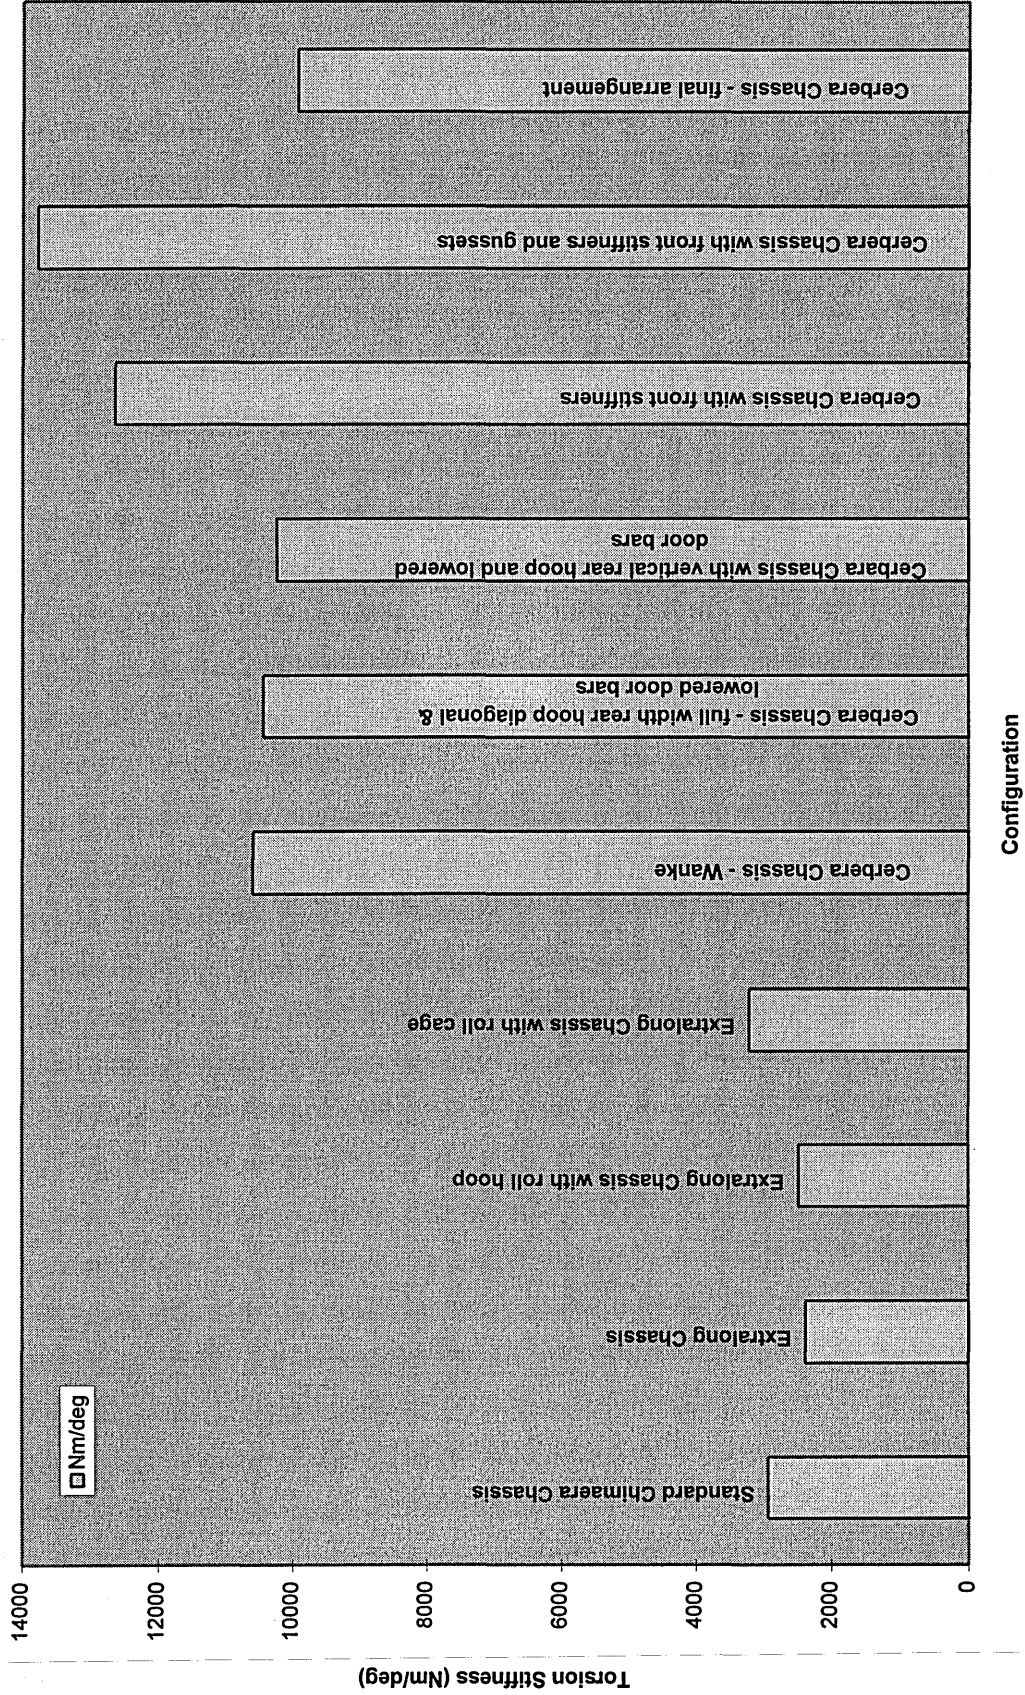 Nm/deg
14000
12000
10000
8000
6000
4000
2000
0
Torsion Stiffness (Nm/deg)
Standard Chimaera Chassis
Extralong Chassis
Extralong Chassis with roll hoop
Extralong Chassis with roll cage
Cerbera Chassis - Wanke
Cerbera Chassis - full width rear hoop diagonal &
lowered door bars
Cerbara Chassis with vertical rear hoop and lowered
door bars
Cerbera Chassis with front stiffners
Cerbera Chassis with front stiffners and gussets
Cerbera Chassis - final arrangement
Configuration